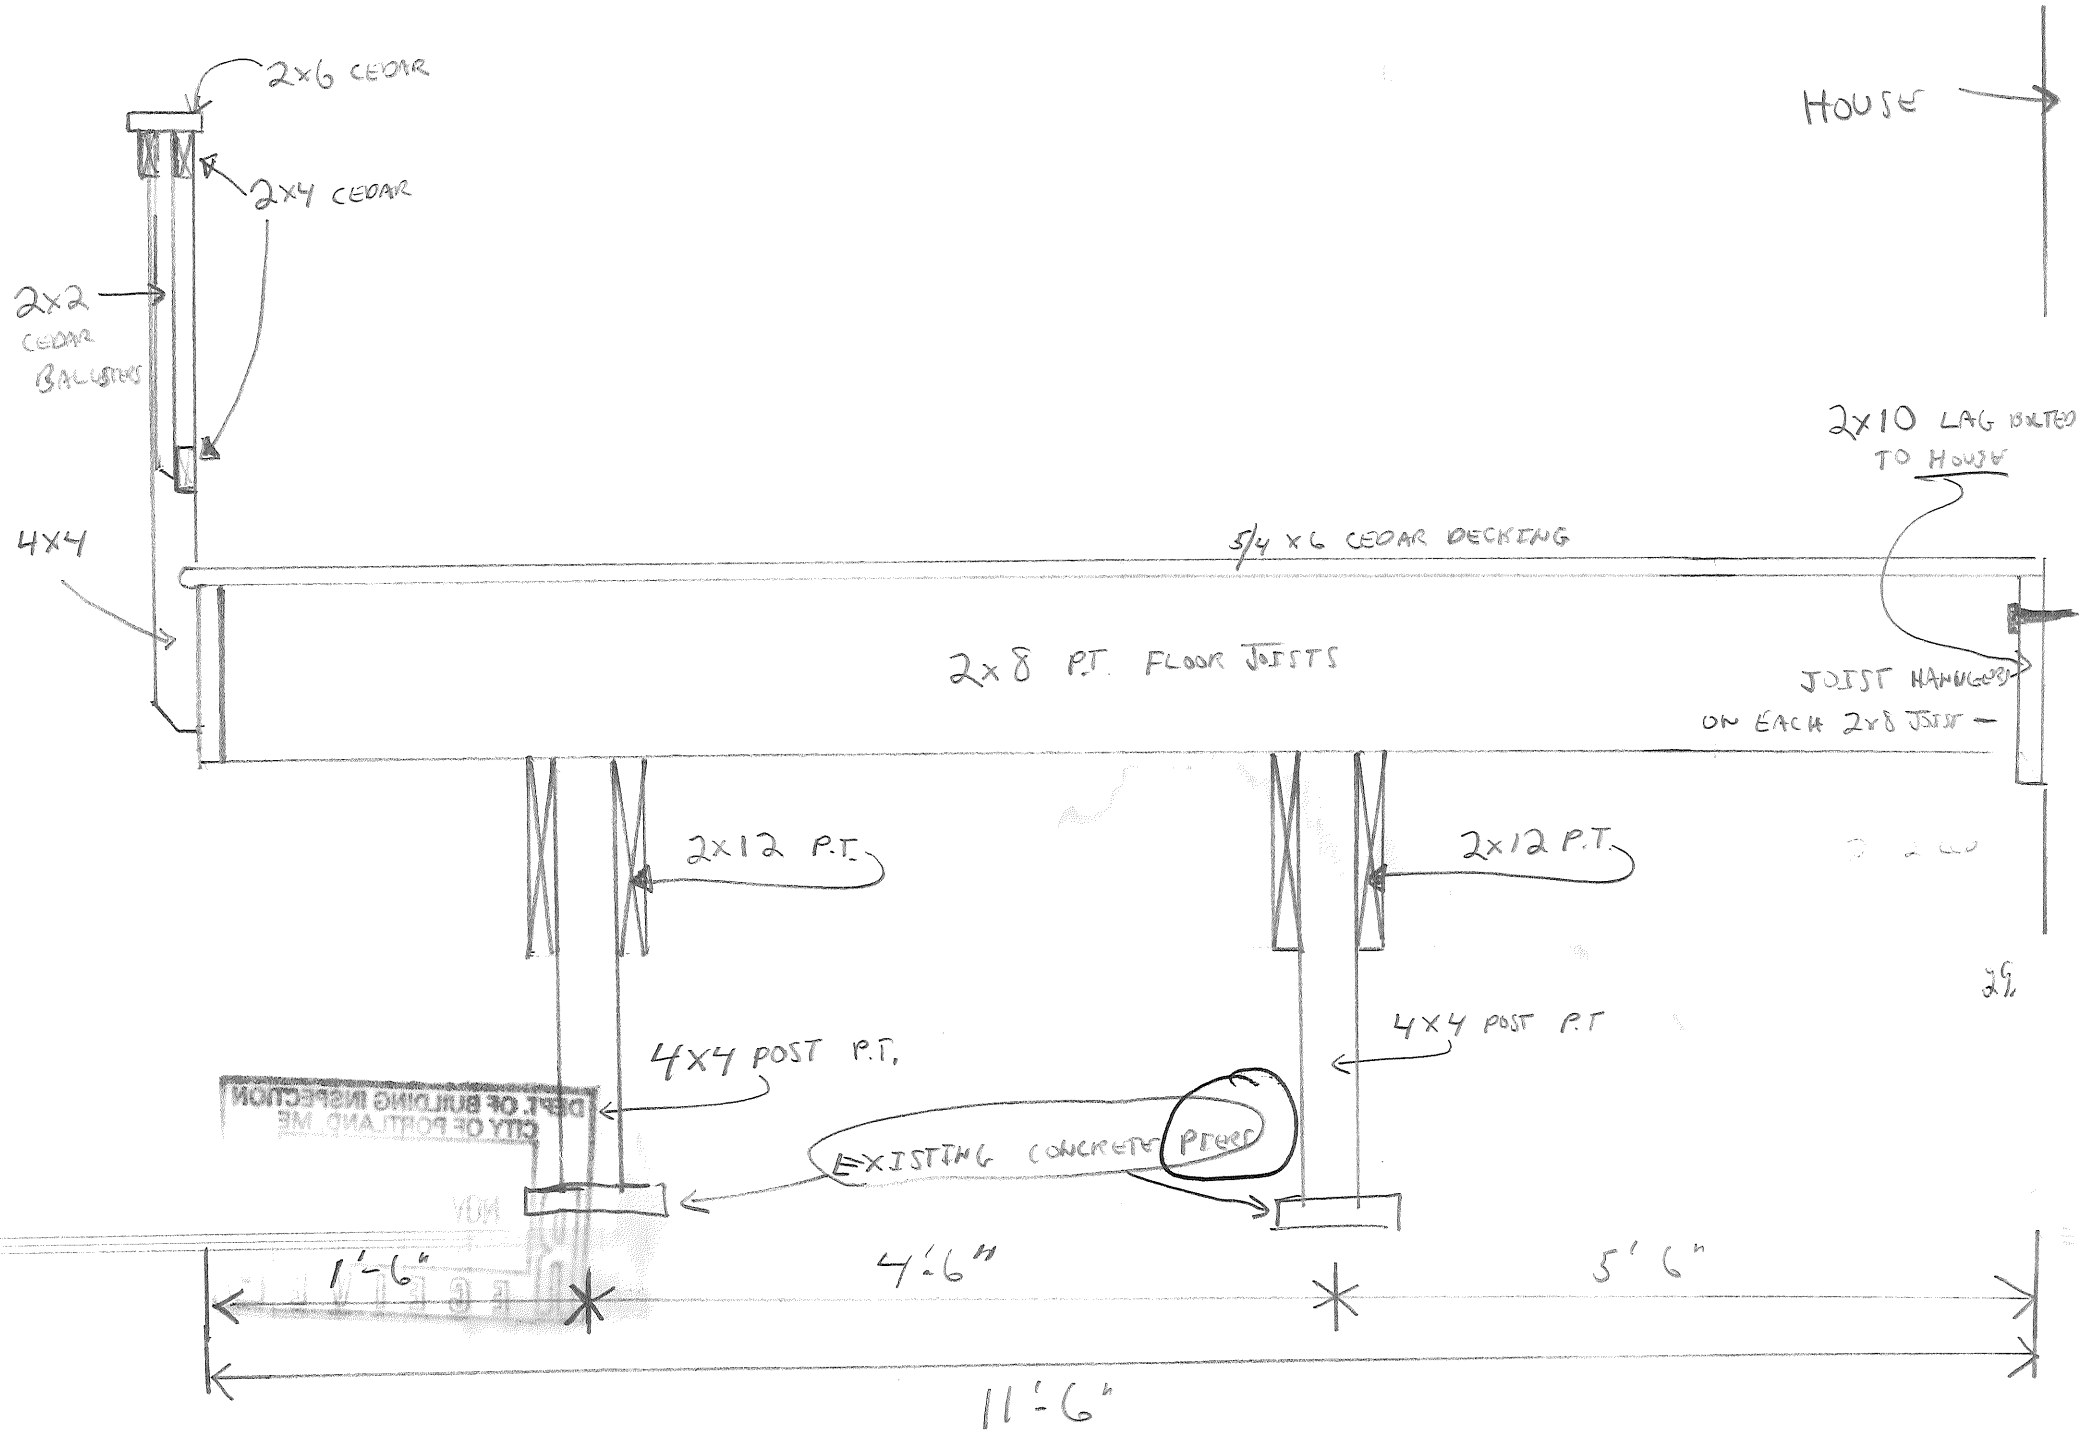 2x6 CEDAR
HOUSE
2x4 CEDAR
2x2
CEDAR
BALUSTERS
2x10 LAG BOLTED
TO HOUSE
4x4
5/4 x 6 CEDAR DECKING
2x8 P.T. FLOOR JOISTS
JOIST HANNGERS
ON EACH 2x8 JOIST
2x12 P.T.
2x12 P.T.
4x4 POST P.T.
4x4 POST P.T
DEPT. OF BUILDING INSPECTION
CITY OF PORTLAND, ME
EXISTING CONCRETE PIERS
NOV
1'-6"
4'-6"
5'6"
11'-6"